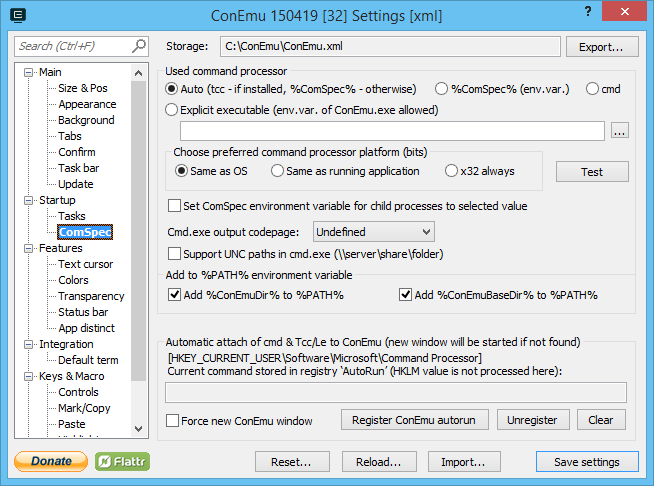 ConEmu 150419 [32] Settings [xml]
?
Search (Ctrl+F)
Storage:
C:\ConEmu\ConEmu.xml
Export...
Main
Size & Pos
Appearance
Background
Tabs
Confirm
Task bar
Update
Startup
Tasks
ComSpec
Features
Text cursor
Colors
Transparency
Status bar
App distinct
Integration
Default term
Keys & Macro
Controls
Mark/Copy
Paste
Used command processor
Auto (tcc - if installed, %ComSpec% - otherwise)
%ComSpec% (env.var.)
cmd
Explicit executable (env.var. of ConEmu.exe allowed)
...
Choose preferred command processor platform (bits)
Same as OS
Same as running application
x32 always
Test
Set ComSpec environment variable for child processes to selected value
Cmd.exe output codepage:
Undefined
Support UNC paths in cmd.exe (\\server\share\folder)
Add to %PATH% environment variable
Add %ConEmuDir% to %PATH%
Add %ConEmuBaseDir% to %PATH%
Automatic attach of cmd & Tcc/Le to ConEmu (new window will be started if not found)
[HKEY_CURRENT_USER\Software\Microsoft\Command Processor]
Current command stored in registry ‘AutoRun’ (HKLM value is not processed here):
Force new ConEmu window
Register ConEmu autorun
Unregister
Clear
Donate
Flattr
Reset...
Reload...
Import...
Save settings